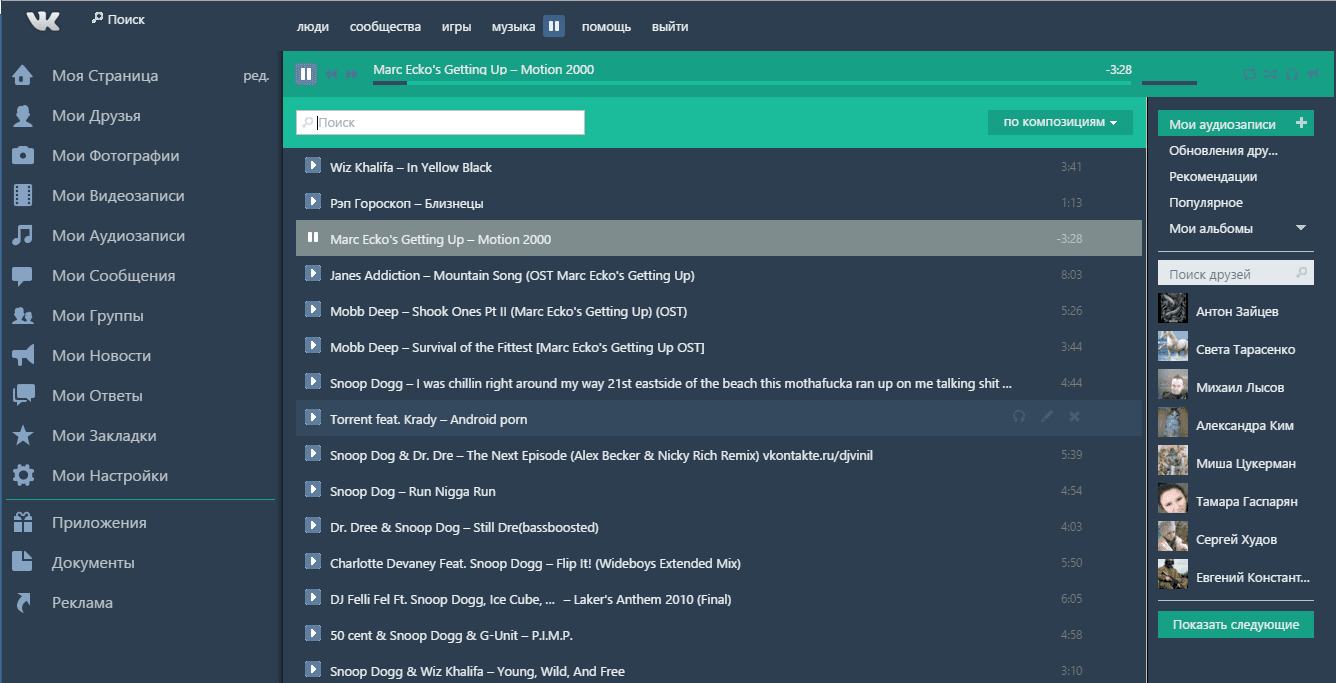 Поиск
люди сообщества игры музыка помощь выйти
Моя Страница ред.
Мои Друзья
Мои Фотографии
Мои Видеозаписи
Мои Аудиозаписи
Мои Сообщения
Мои Группы
Мои Новости
Мои Ответы
Мои Закладки
Мои Настройки
Приложения
Документы
Реклама
Marc Ecko's Getting Up – Motion 2000 -3:28
Поиск
по композициям
Wiz Khalifa – In Yellow Black 3:41
Рэп Гороскоп – Близнецы 1:13
Marc Ecko's Getting Up – Motion 2000 -3:28
Janes Addiction – Mountain Song (OST Marc Ecko's Getting Up) 8:03
Mobb Deep – Shook Ones Pt II (Marc Ecko's Getting Up) (OST) 5:26
Mobb Deep – Survival of the Fittest [Marc Ecko's Getting Up OST] 3:44
Snoop Dogg – I was chillin right around my way 21st eastside of the beach this mothafucka ran up on me talking shit ... 4:44
Torrent feat. Krady – Android porn
Snoop Dog & Dr. Dre – The Next Episode (Alex Becker & Nicky Rich Remix) vkontakte.ru/djvinil 5:39
Snoop Dog – Run Nigga Run 4:54
Dr. Dree & Snoop Dog – Still Dre(bassboosted) 4:03
Charlotte Devaney Feat. Snoop Dogg – Flip It! (Wideboys Extended Mix) 5:50
DJ Felli Fel Ft. Snoop Dogg, Ice Cube, ... – Laker's Anthem 2010 (Final) 6:05
50 cent & Snoop Dogg & G-Unit – P.I.M.P. 4:58
Snoop Dogg & Wiz Khalifa – Young, Wild, And Free 3:10
Мои аудиозаписи +
Обновления дру...
Рекомендации
Популярное
Мои альбомы
Поиск друзей
Антон Зайцев
Света Тарасенко
Михаил Лысов
Александра Ким
Миша Цукерман
Тамара Гаспарян
Сергей Худов
Евгений Констант...
Показать следующие